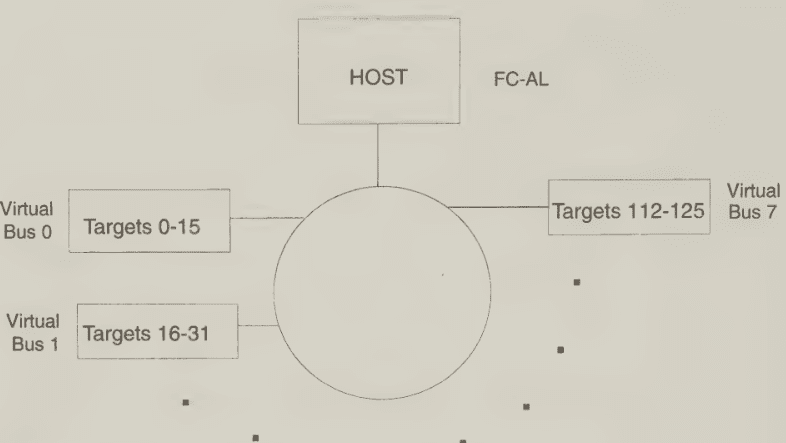 HOST
FC-AL
Virtual
Bus 0
Targets 0-15
Targets 112-125
Virtual
Bus 7
Virtual
Bus 1
Targets 16-31